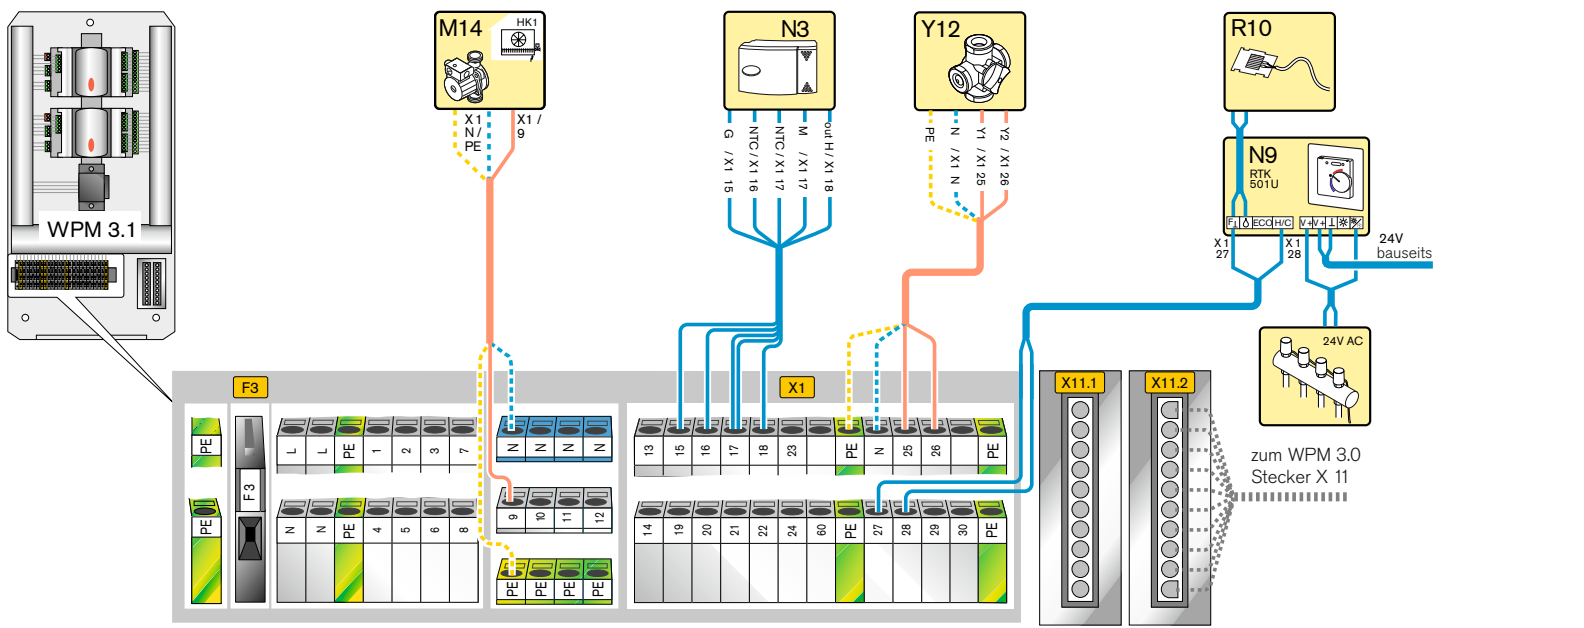 WPM 3.1
M14
HK1
X1
N /
PE
X1 /
9
N3
G / X1 15
NTC / X1 16
NTC / X1 17
M / X1 17
out H / X1 18
Y12
PE
N / X1 N
Y1 / X1 25
Y2 / X1 26
R10
N9
RTK
501U
ECO H/C V+ V+ ⊥
X1
27
X1
28
24V
bauseits
24V AC
zum WPM 3.0
Stecker X 11
F3
X1
X11.1
X11.2
PE
L L PE 1 2 3 7
N N N N
13 15 16 17 18 23 PE N 25 26 PE
F3
9 10 11 12
PE
N N PE 4 5 6 8
14 19 20 21 22 24 60 PE 27 28 29 30 PE
PE PE PE PE